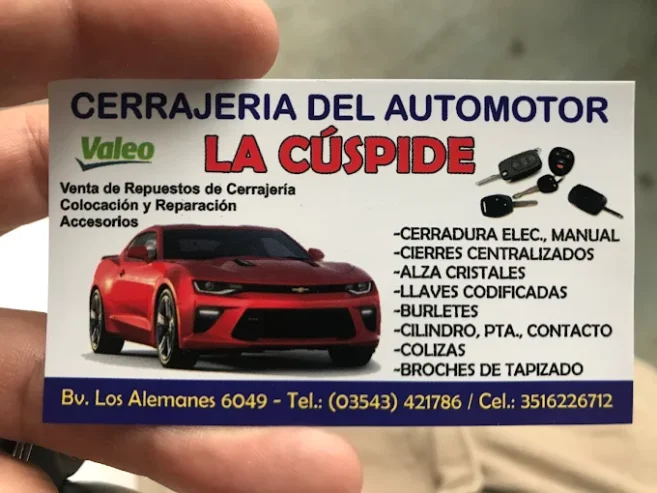 CERRAJERIA DEL AUTOMOTOR
Valeo
LA CÚSPIDE
Venta de Repuestos de Cerrajería
Colocación y Reparación
Accesorios
-CERRADURA ELEC., MANUAL
-CIERRES CENTRALIZADOS
-ALZA CRISTALES
-LLAVES CODIFICADAS
-BURLETES
-CILINDRO, PTA., CONTACTO
-COLIZAS
-BROCHES DE TAPIZADO
Bv. Los Alemanes 6049 - Tel.: (03543) 421786 / Cel.: 3516226712